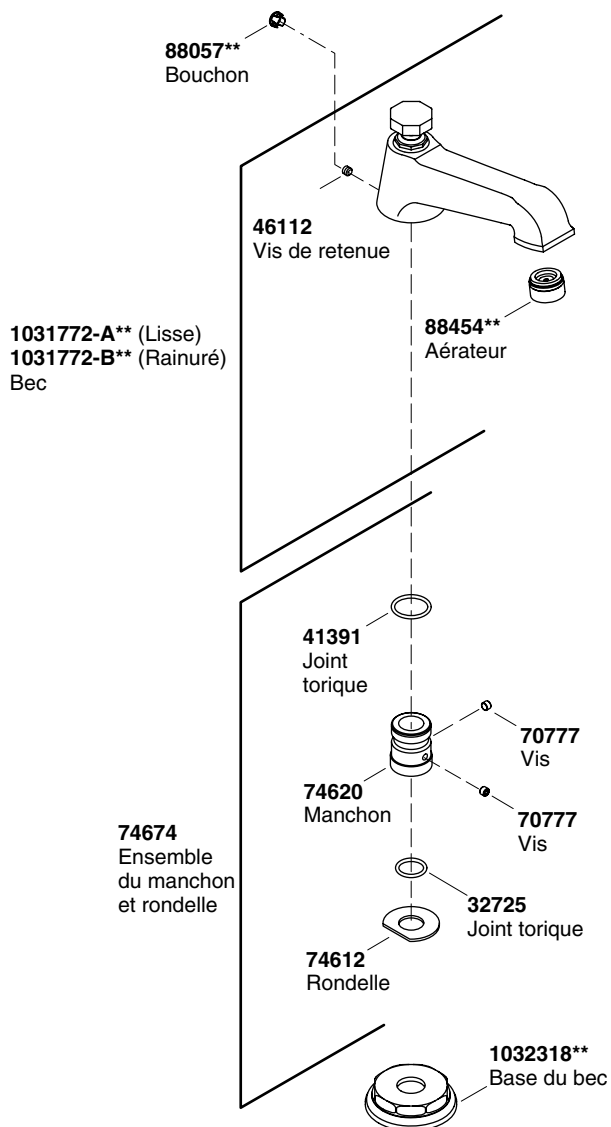 88057**
Bouchon
46112
Vis de retenue
88454**
Aérateur
1031772-A** (Lisse)
1031772-B** (Rainuré)
Bec
41391
Joint
torique
70777
Vis
74620
Manchon
70777
Vis
74674
Ensemble
du manchon
et rondelle
32725
Joint torique
74612
Rondelle
1032318**
Base du bec